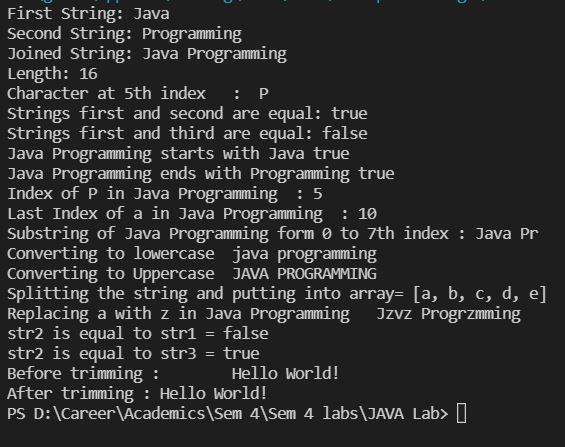 First String: Java
Second String: Programming
Joined String: Java Programming
Length: 16
Character at 5th index   :  P
Strings first and second are equal: true
Strings first and third are equal: false
Java Programming starts with Java true
Java Programming ends with Programming true
Index of P in Java Programming  : 5
Last Index of a in Java Programming  : 10
Substring of Java Programming form 0 to 7th index : Java Pr
Converting to lowercase  java programming
Converting to Uppercase  JAVA PROGRAMMING
Splitting the string and putting into array= [a, b, c, d, e]
Replacing a with z in Java Programming   Jzvz Progrzmming
str2 is equal to str1 = false
str2 is equal to str3 = true
Before trimming :        Hello World!
After trimming : Hello World!
PS D:\Career\Academics\Sem 4\Sem 4 labs\JAVA Lab>